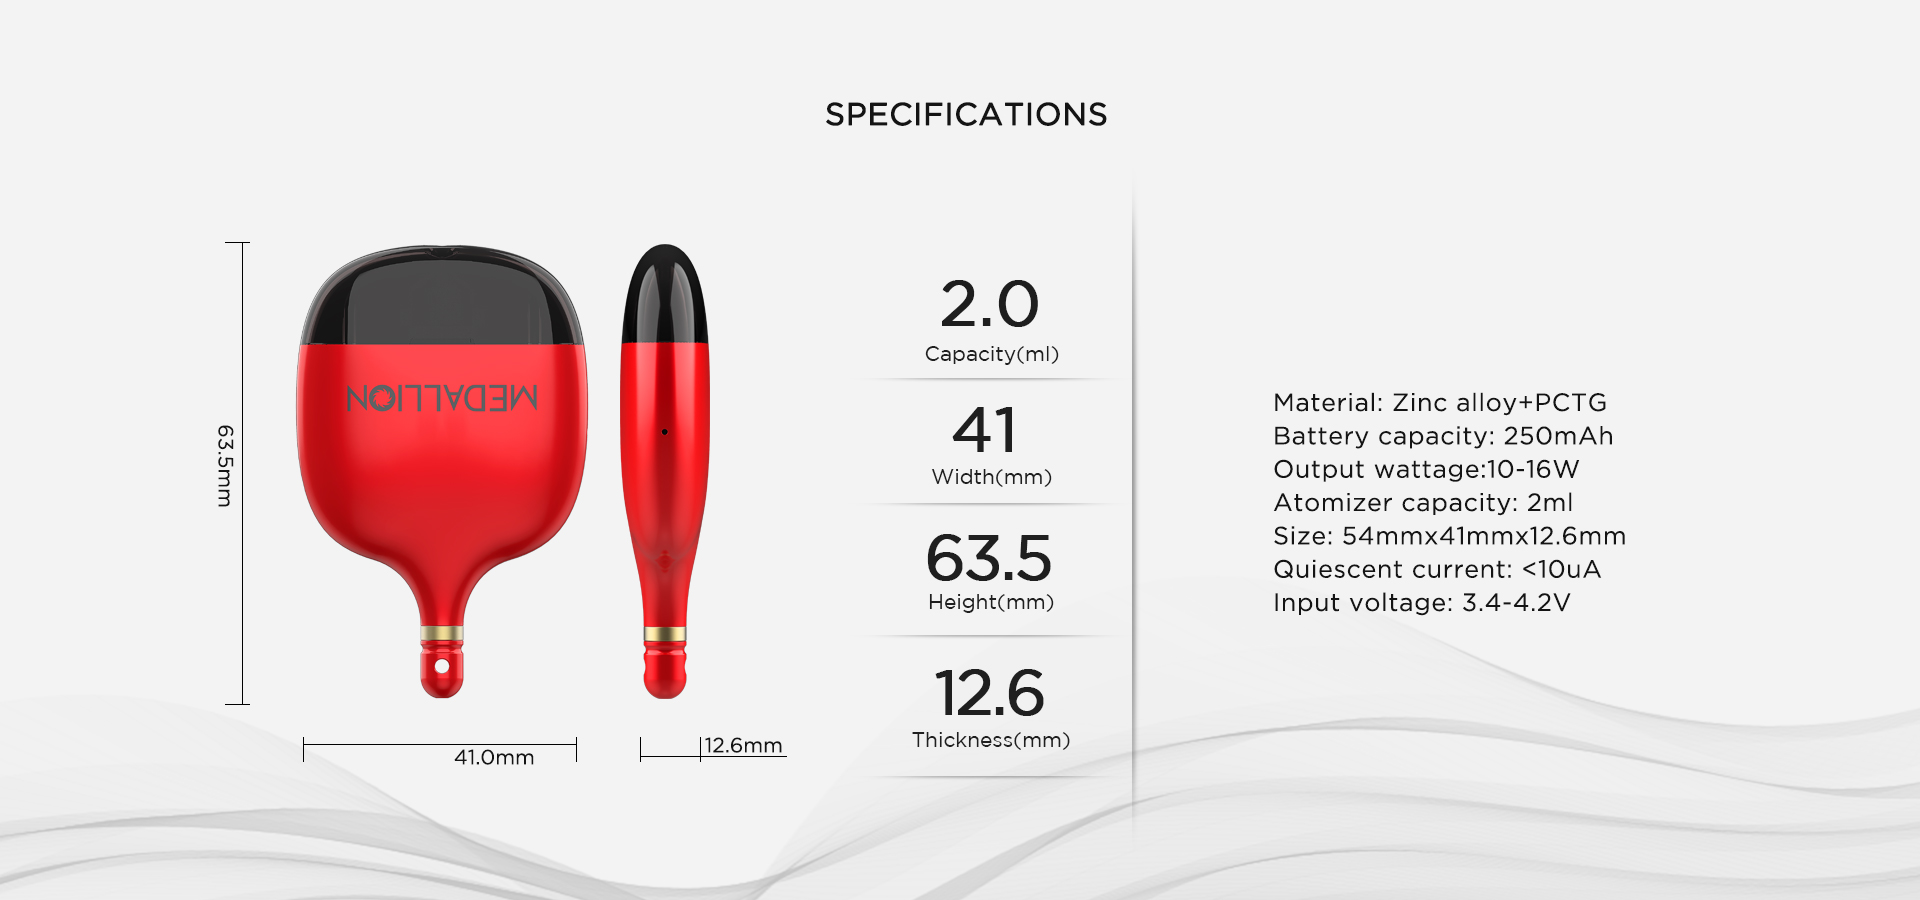 SPECIFICATIONS
63.5mm
MEDALLION
41.0mm
12.6mm
2.0
Capacity(ml)
41
Width(mm)
63.5
Height(mm)
12.6
Thickness(mm)
Material: Zinc alloy+PCTG
Battery capacity: 250mAh
Output wattage:10-16W
Atomizer capacity: 2ml
Size: 54mmx41mmx12.6mm
Quiescent current: <10uA
Input voltage: 3.4-4.2V